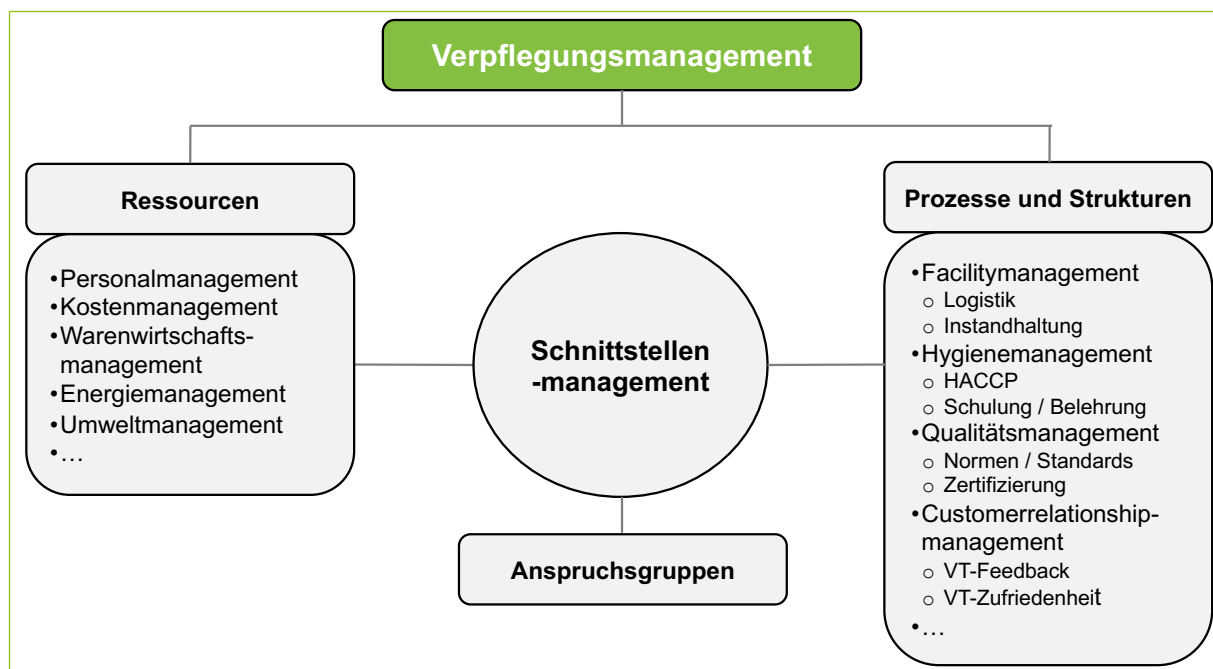 Verpflegungsmanagement
Ressourcen
•Personalmanagement
•Kostenmanagement
•Warenwirtschafts-
management
•Energiemanagement
•Umweltmanagement
•…
Schnittstellen
-management
Anspruchsgruppen
Prozesse und Strukturen
•Facilitymanagement
o Logistik
o Instandhaltung
•Hygienemanagement
o HACCP
o Schulung / Belehrung
•Qualitätsmanagement
o Normen / Standards
o Zertifizierung
•Customerrelationship-
management
o VT-Feedback
o VT-Zufriedenheit
•…